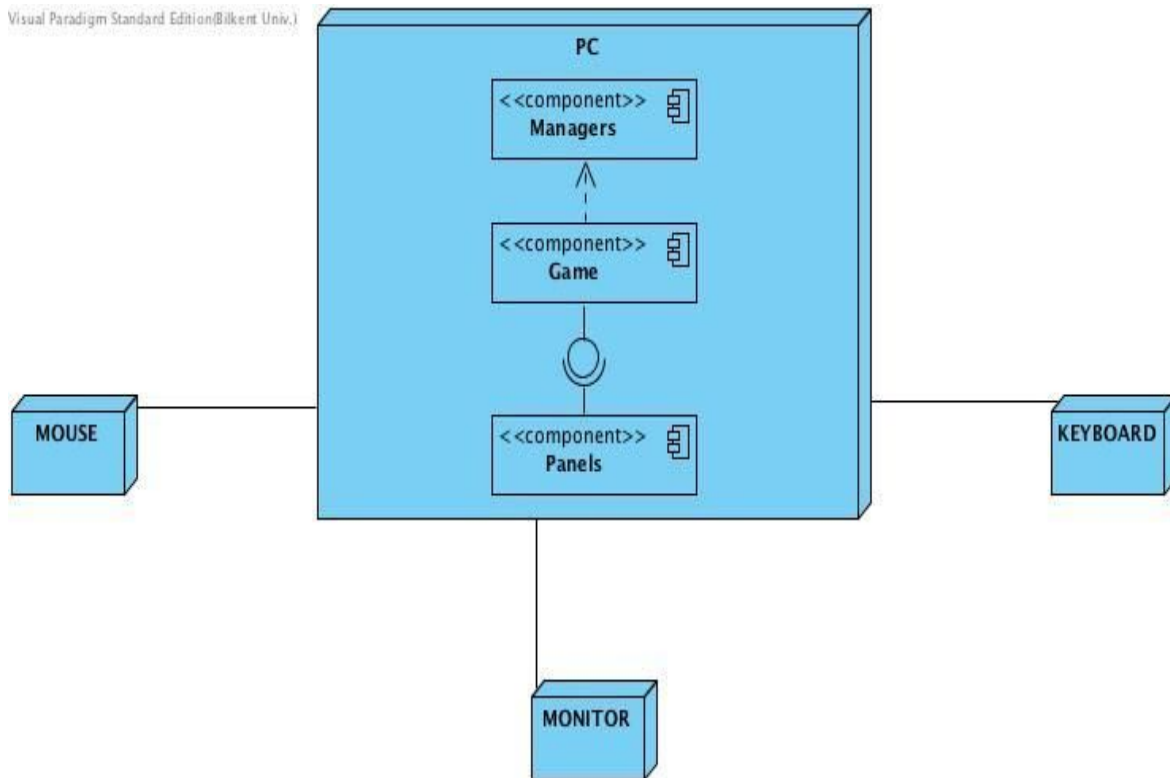 Visual Paradigm Standard Edition(Bilkent Univ.)
PC
<<component>>
Managers
<<component>>
Game
<<component>>
Panels
MOUSE
KEYBOARD
MONITOR